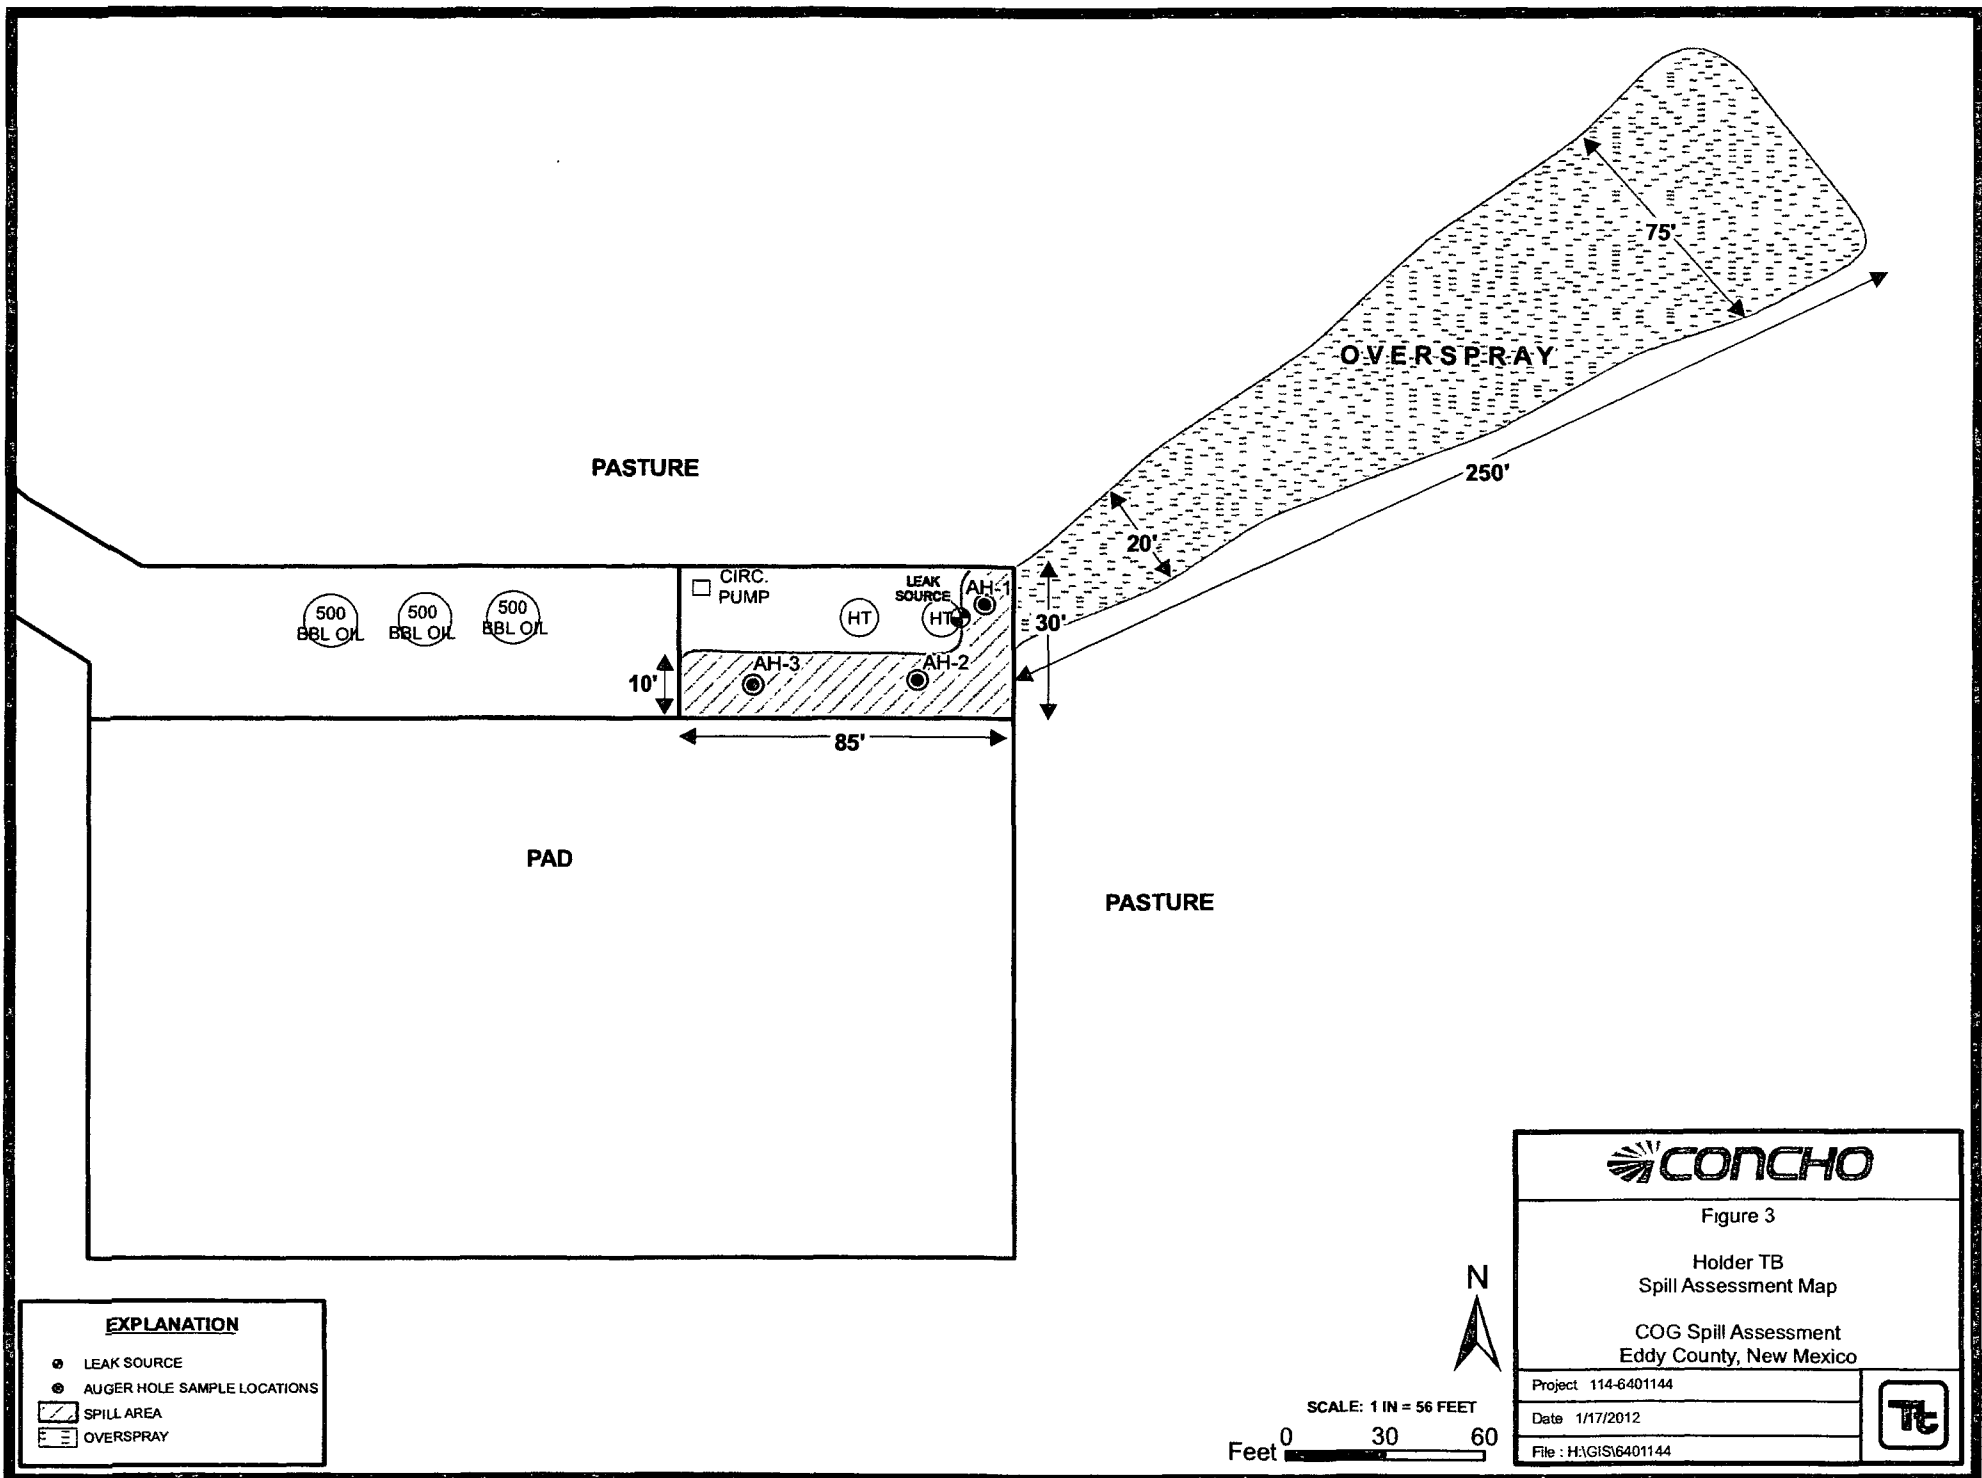 75'
OVERSPRAY
250'
PASTURE
20'
CIRC.
PUMP
LEAK
SOURCE
AH-1
500
BBL OIL
500
BBL OIL
500
BBL OIL
HT
HT
30'
AH-3
AH-2
10'
85'
PAD
PASTURE
CONCHO
Figure 3
Holder TB
Spill Assessment Map
COG Spill Assessment
Eddy County, New Mexico
Project 114-6401144
Date 1/17/2012
File : H:\GIS\6401144
Tt
N
SCALE: 1 IN = 56 FEET
Feet 0 30 60
EXPLANATION
LEAK SOURCE
AUGER HOLE SAMPLE LOCATIONS
SPILL AREA
OVERSPRAY